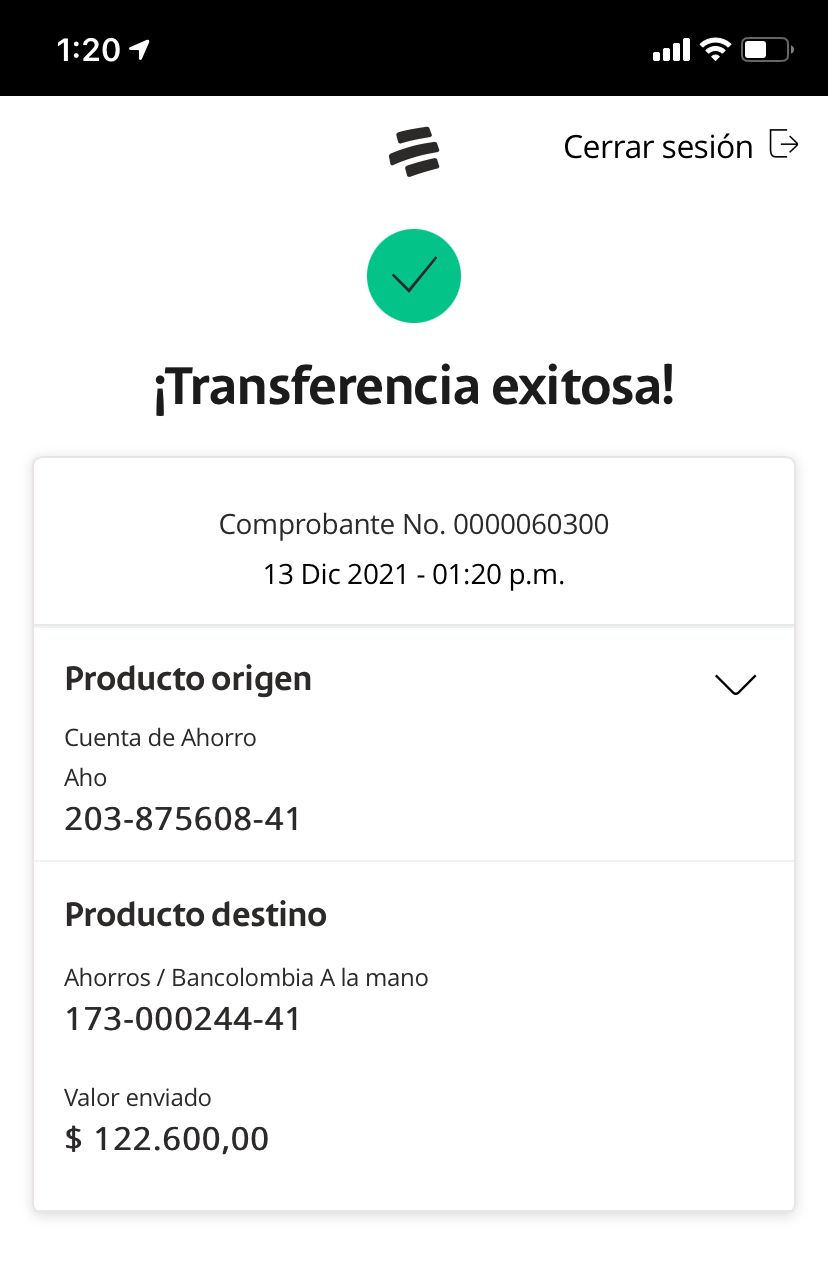 1:20
Cerrar sesión
¡Transferencia exitosa!
Comprobante No. 0000060300
13 Dic 2021 - 01:20 p.m.
Producto origen
Cuenta de Ahorro
Aho
203-875608-41
Producto destino
Ahorros / Bancolombia A la mano
173-000244-41
Valor enviado
$ 122.600,00